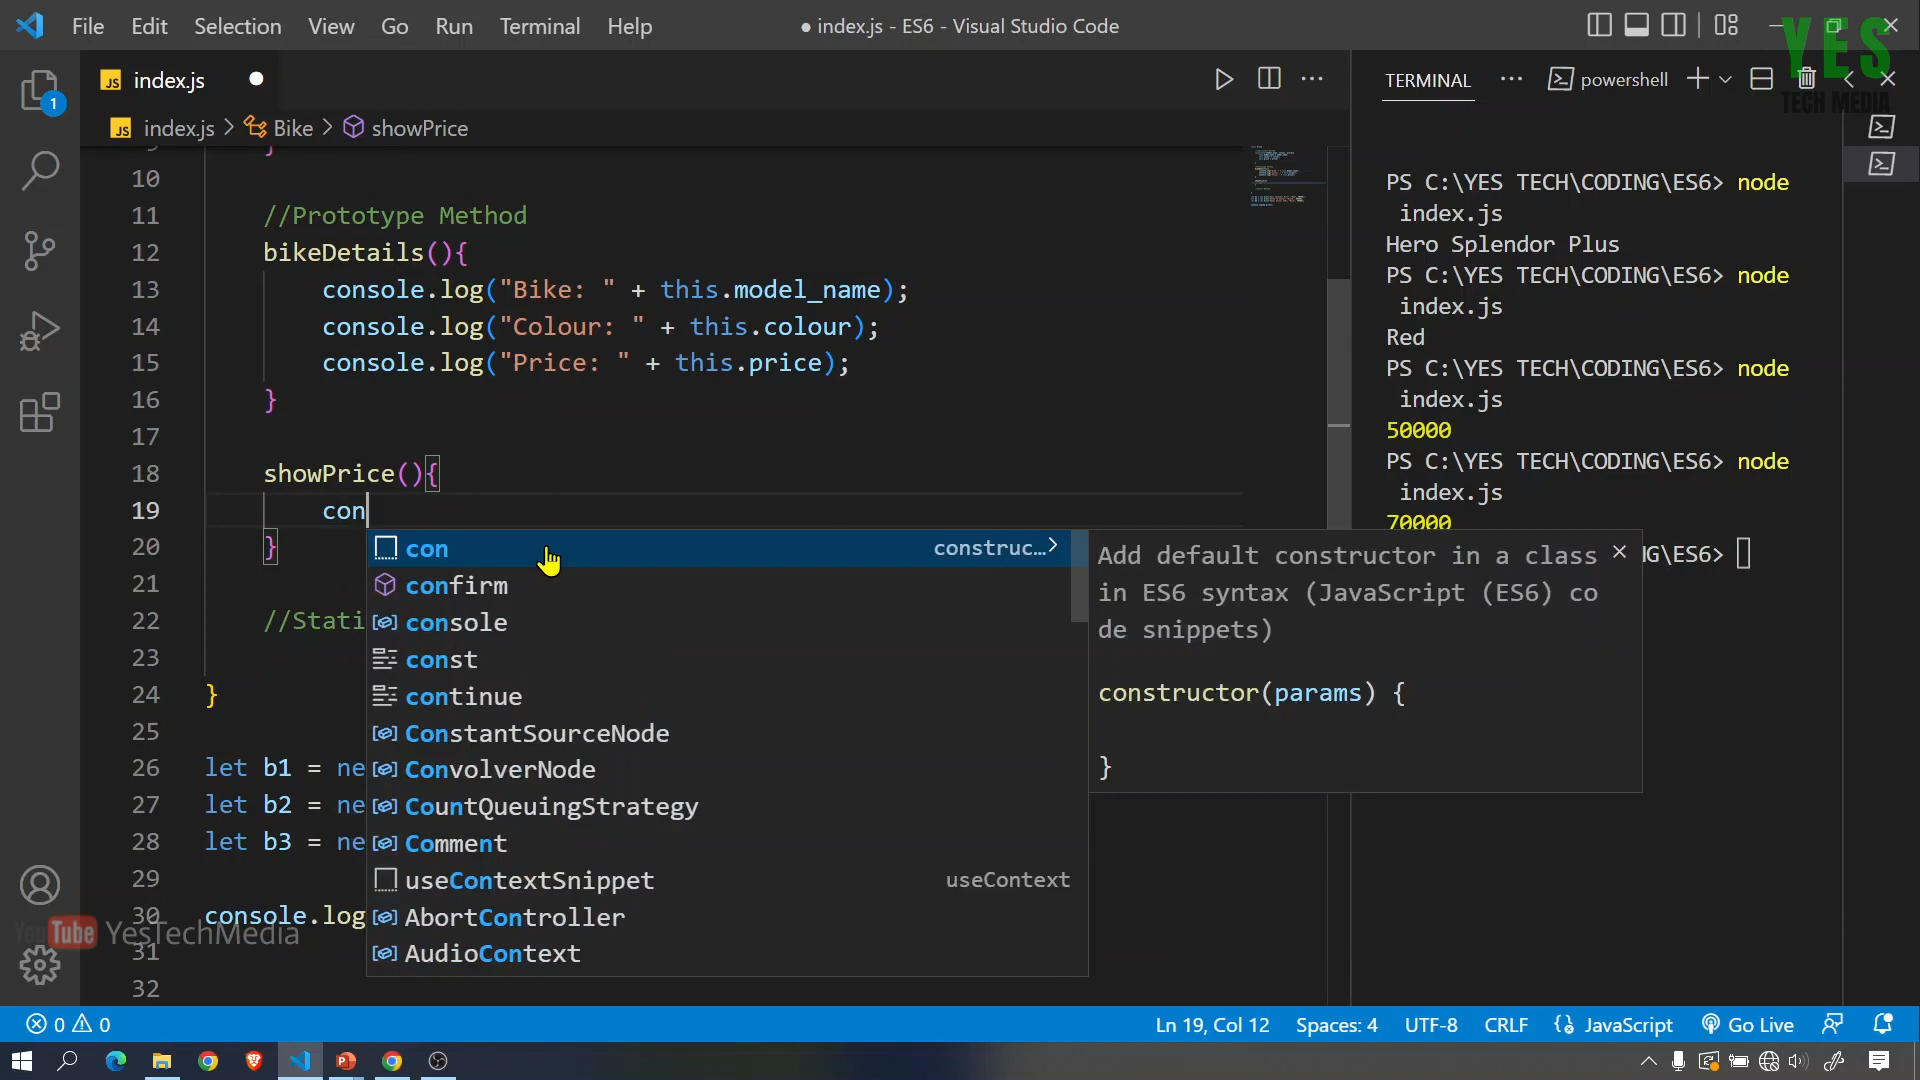 File Edit Selection View Go Run Terminal Help
● index.js - ES6 - Visual Studio Code
YES
TECH MEDIA
1
JS index.js
JS index.js > Bike > showPrice
10
11 //Prototype Method
12 bikeDetails(){
13 console.log("Bike: " + this.model_name);
14 console.log("Colour: " + this.colour);
15 console.log("Price: " + this.price);
16 }
17
18 showPrice(){
19 con
20 }
21
22 //Stati
23
24 }
25
26 let b1 = ne
27 let b2 = ne
28 let b3 = ne
29
30 console.log
31
32
con construc...>
confirm
console
const
continue
ConstantSourceNode
ConvolverNode
CountQueuingStrategy
Comment
useContextSnippet useContext
AbortController
AudioContext
Add default constructor in a class
in ES6 syntax (JavaScript (ES6) co
de snippets)
constructor(params) {
}
TERMINAL ··· powershell
PS C:\YES TECH\CODING\ES6> node
index.js
Hero Splendor Plus
PS C:\YES TECH\CODING\ES6> node
index.js
Red
PS C:\YES TECH\CODING\ES6> node
index.js
50000
PS C:\YES TECH\CODING\ES6> node
index.js
70000
NG\ES6>
YouTube YesTechMedia
0 0
Ln 19, Col 12 Spaces: 4 UTF-8 CRLF JavaScript Go Live